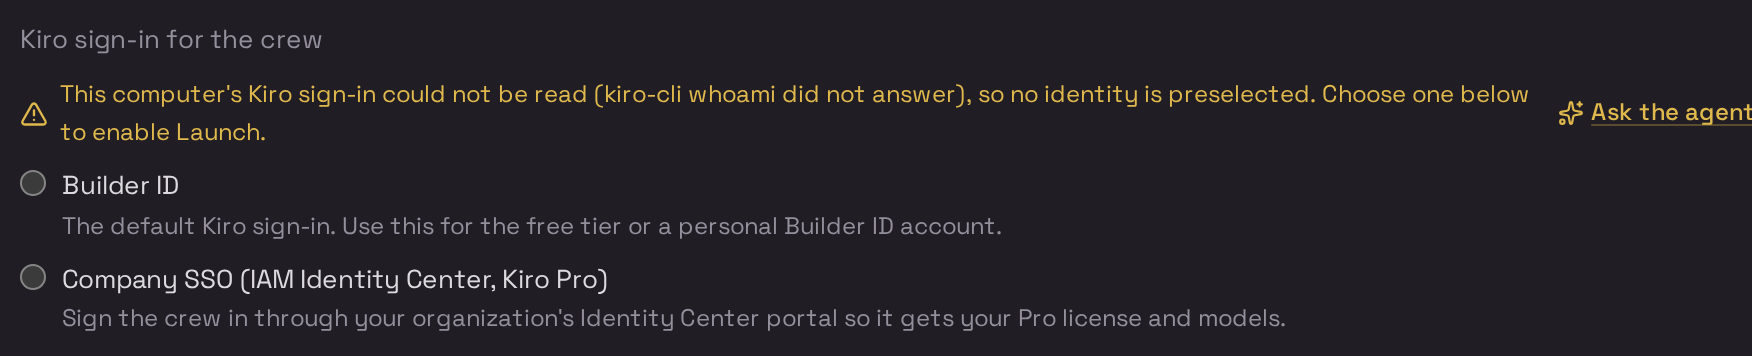 Kiro sign-in for the crew
This computer's Kiro sign-in could not be read (kiro-cli whoami did not answer), so no identity is preselected. Choose one below
to enable Launch.
Ask the agent
Builder ID
The default Kiro sign-in. Use this for the free tier or a personal Builder ID account.
Company SSO (IAM Identity Center, Kiro Pro)
Sign the crew in through your organization's Identity Center portal so it gets your Pro license and models.